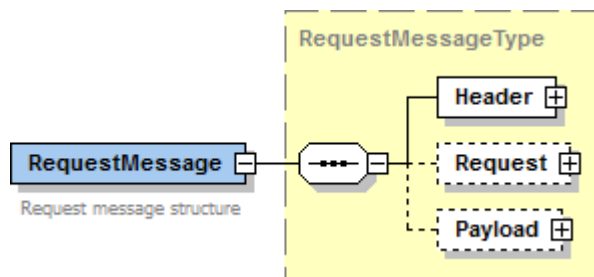 RequestMessageType
Header
RequestMessage
Request
Request message structure
Payload